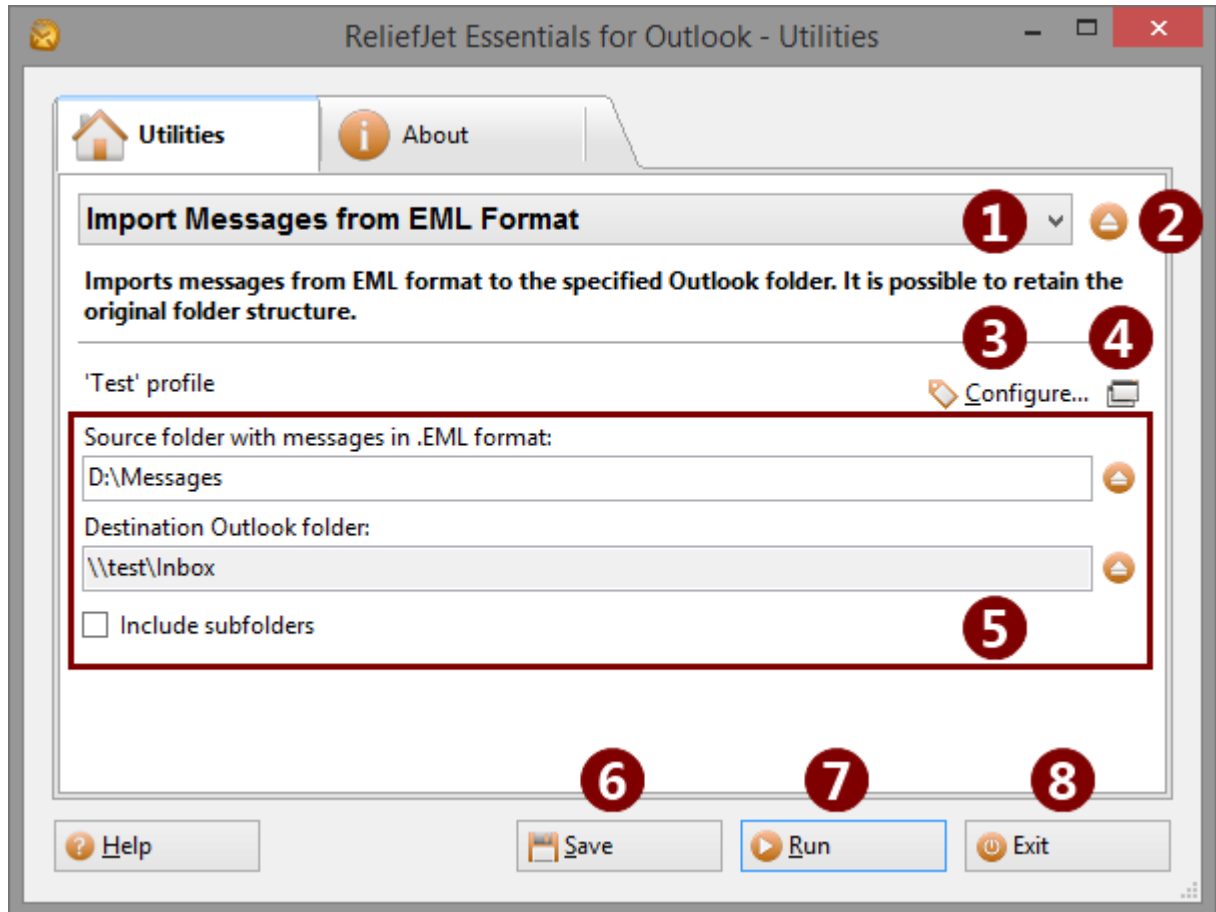 ReliefJet Essentials for Outlook - Utilities
Utilities
About
Import Messages from EML Format
1
2
Imports messages from EML format to the specified Outlook folder. It is possible to retain the
original folder structure.
3
4
'Test' profile
Configure...
Source folder with messages in .EML format:
D:\Messages
Destination Outlook folder:
\\test\Inbox
Include subfolders
5
6
7
8
Help
Save
Run
Exit